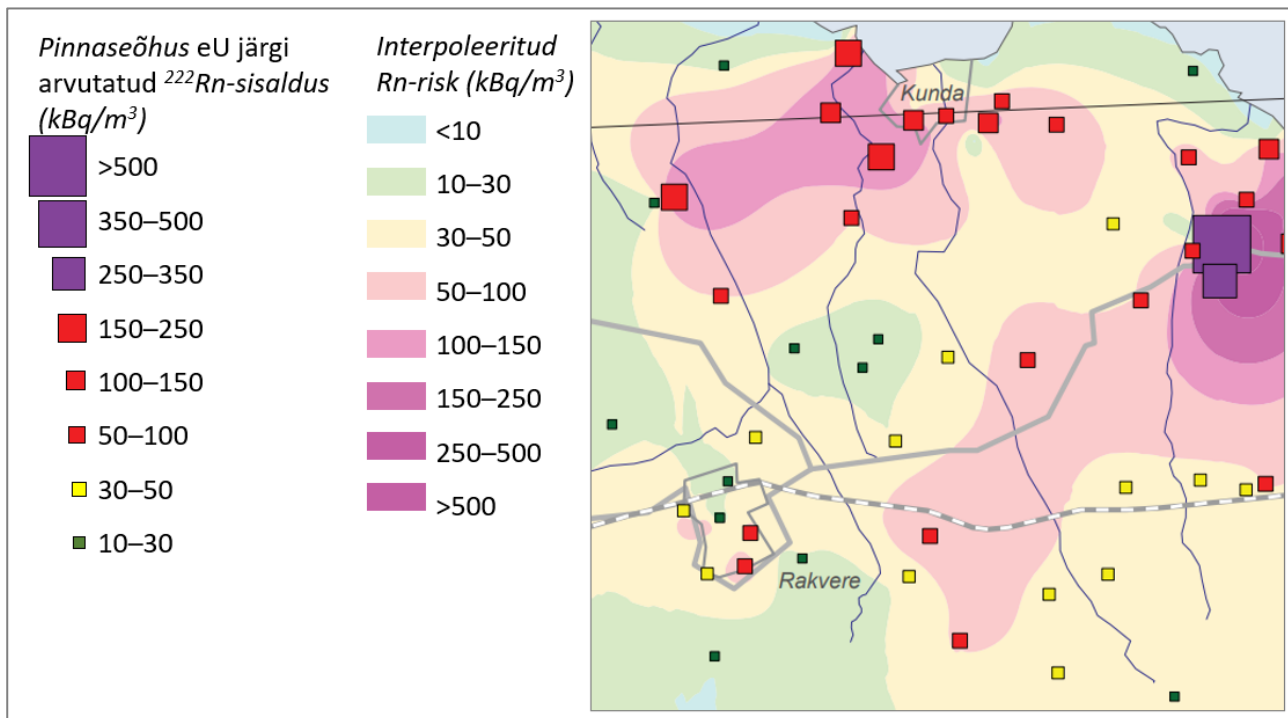 Pinnaseõhus eU järgi
arvutatud ²²²Rn-sisaldus
(kBq/m³)
>500
350–500
250–350
150–250
100–150
50–100
30–50
10–30
Interpoleeritud
Rn-risk (kBq/m³)
<10
10–30
30–50
50–100
100–150
150–250
250–500
>500
Kunda
Rakvere